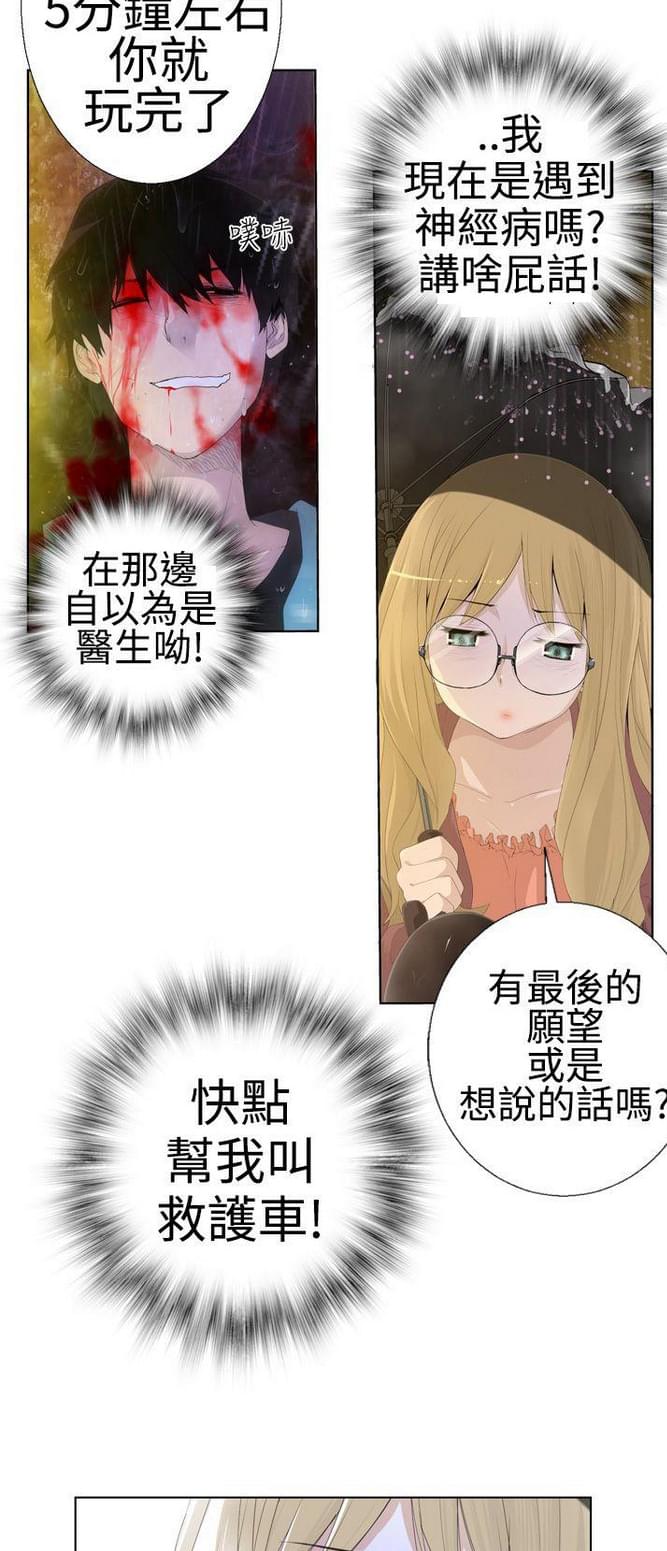 5分鐘左右
你就
玩完了
噗哧
..我
現在是遇到
神經病嗎?
講啥屁話!
在那邊
自以為是
醫生呦!
有最後的
願望
或是
想說的話嗎?
快點
幫我叫
救護車!